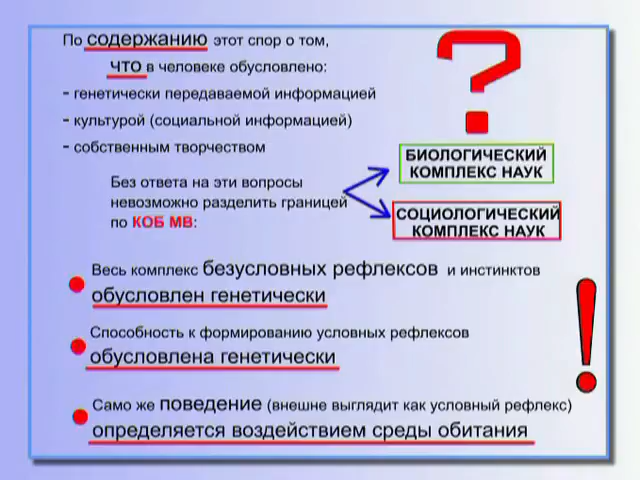 По содержанию этот спор о том,
что в человеке обусловлено:
- генетически передаваемой информацией
- культурой (социальной информацией)
- собственным творчеством
Без ответа на эти вопросы
невозможно разделить границей
по КОБ МВ:
?
БИОЛОГИЧЕСКИЙ
КОМПЛЕКС НАУК
СОЦИОЛОГИЧЕСКИЙ
КОМПЛЕКС НАУК
Весь комплекс безусловных рефлексов и инстинктов
обусловлен генетически
Способность к формированию условных рефлексов
обусловлена генетически
Само же поведение (внешне выглядит как условный рефлекс)
определяется воздействием среды обитания
!